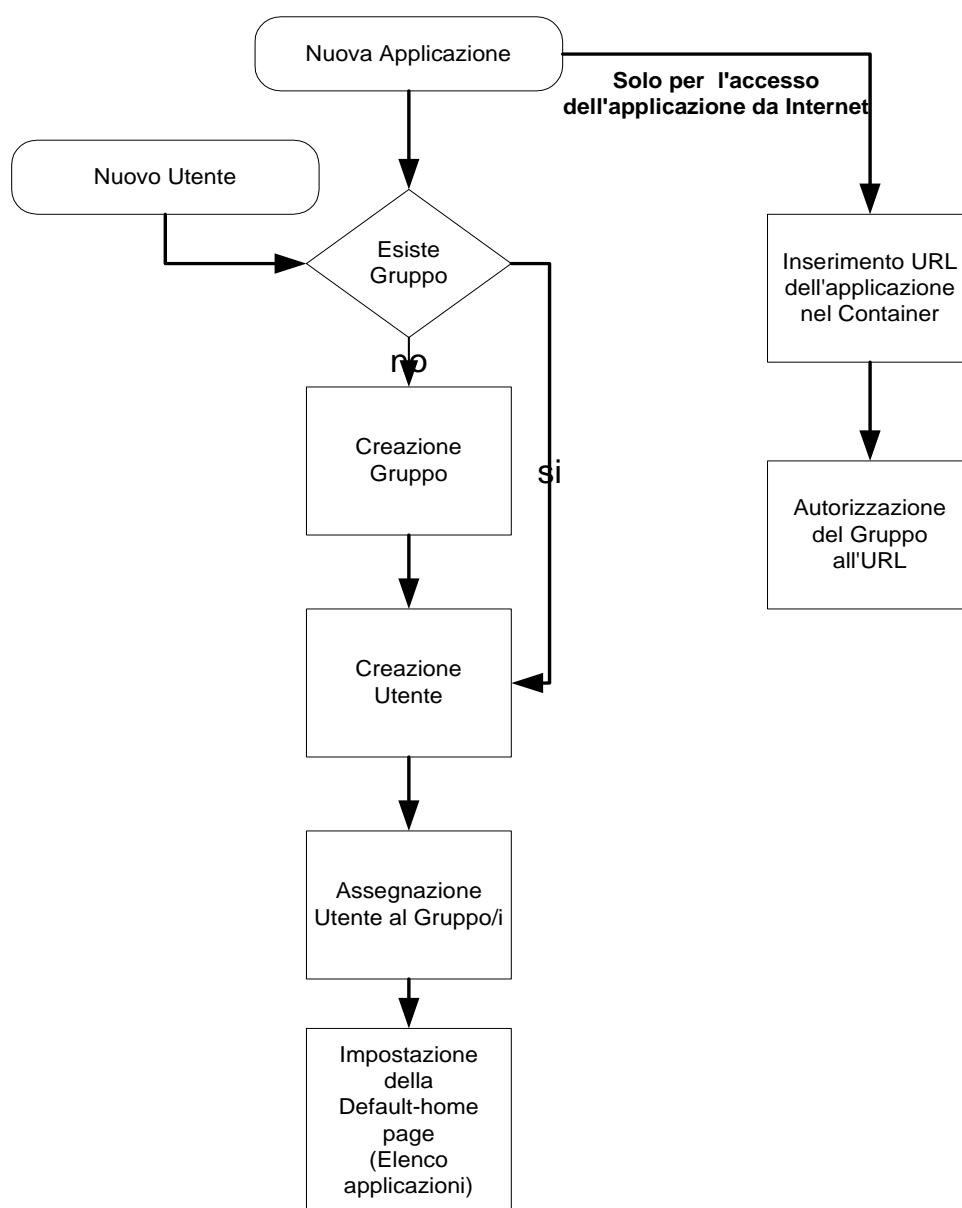 Nuova Applicazione
Solo per l'accesso
dell'applicazione da Internet
Nuovo Utente
Esiste
Gruppo
Inserimento URL
dell'applicazione
nel Container
no
Creazione
Gruppo
si
Autorizzazione
del Gruppo
all'URL
Creazione
Utente
Assegnazione
Utente al Gruppo/i
Impostazione
della
Default-home
page
(Elenco
applicazioni)